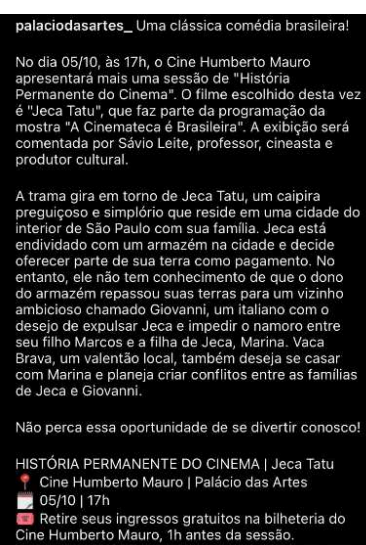 palaciodasartes_ Uma clássica comédia brasileira!
No dia 05/10, às 17h, o Cine Humberto Mauro
apresentará mais uma sessão de "História
Permanente do Cinema". O filme escolhido desta vez
é "Jeca Tatu", que faz parte da programação da
mostra "A Cinemateca é Brasileira". A exibição será
comentada por Sávio Leite, professor, cineasta e
produtor cultural.
A trama gira em torno de Jeca Tatu, um caipira
preguiçoso e simplório que reside em uma cidade do
interior de São Paulo com sua família. Jeca está
endividado com um armazém na cidade e decide
oferecer parte de sua terra como pagamento. No
entanto, ele não tem conhecimento de que o dono
do armazém repassou suas terras para um vizinho
ambicioso chamado Giovanni, um italiano com o
desejo de expulsar Jeca e impedir o namoro entre
seu filho Marcos e a filha de Jeca, Marina. Vaca
Brava, um valentão local, também deseja se casar
com Marina e planeja criar conflitos entre as famílias
de Jeca e Giovanni.
Não perca essa oportunidade de se divertir conosco!
HISTÓRIA PERMANENTE DO CINEMA | Jeca Tatu
📍 Cine Humberto Mauro | Palácio das Artes
🗓️ 05/10 | 17h
🎟️ Retire seus ingressos gratuitos na bilheteria do
Cine Humberto Mauro, 1h antes da sessão.